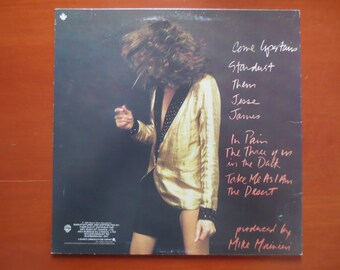 Come Upstairs
Stardust
Them
Jesse
James
In Pain
The Three of us
in the Dark
Take Me As I Am
the Desert
produced by
Mike Mainieri